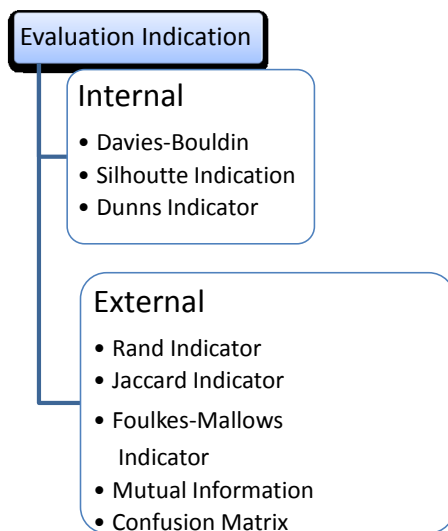 Evaluation Indication
Internal
• Davies-Bouldin
• Silhoutte Indication
• Dunns Indicator
External
• Rand Indicator
• Jaccard Indicator
• Foulkes-Mallows
Indicator
• Mutual Information
• Confusion Matrix